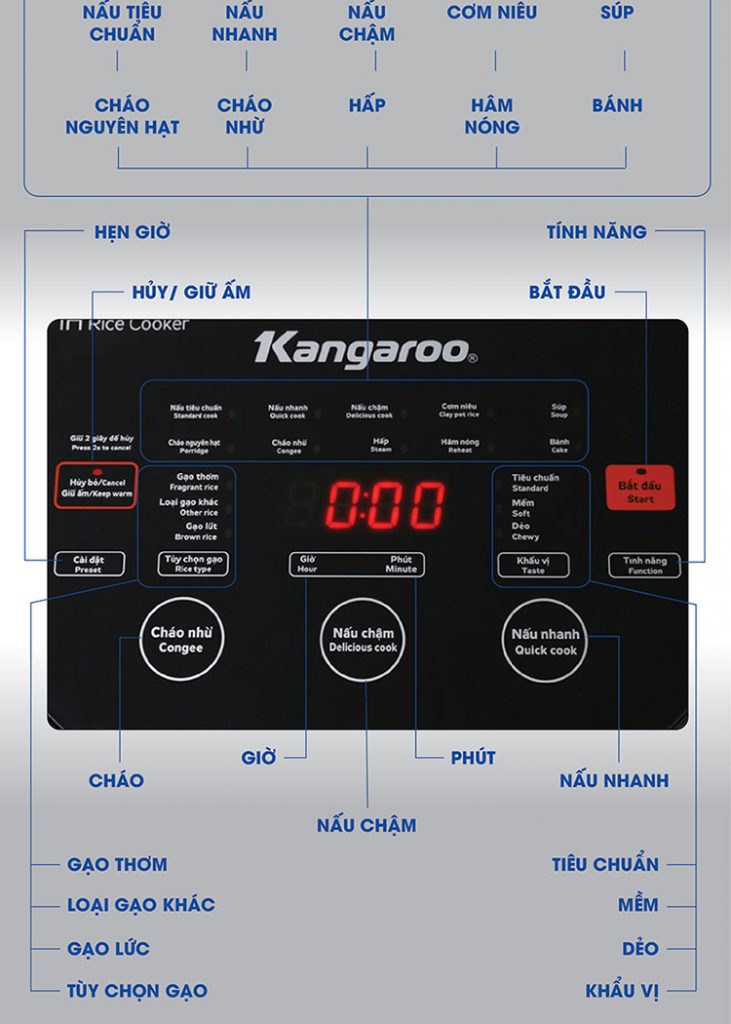 NẤU TIÊU
CHUẨN
NẤU
NHANH
NẤU
CHẬM
CƠM NIÊU
SÚP
CHÁO
NGUYÊN HẠT
CHÁO
NHỪ
HẤP
HÂM
NÓNG
BÁNH
HẸN GIỜ
TÍNH NĂNG
HỦY/ GIỮ ẤM
BẮT ĐẦU
IH Rice Cooker
Kangaroo®
Nấu tiêu chuẩn
Standard cook
Nấu nhanh
Quick cook
Nấu chậm
Delicious cook
Cơm niêu
Clay pot rice
Súp
Soup
Giữ 2 giây để hủy
Press 2s to cancel
Cháo nguyên hạt
Porridge
Cháo nhừ
Congee
Hấp
Steam
Hâm nóng
Reheat
Bánh
Cake
Hủy bỏ/Cancel
Giữ ấm/Keep warm
Gạo thơm
Fragrant rice
Loại gạo khác
Other rice
Gạo lứt
Brown rice
0:00
Tiêu chuẩn
Standard
Mềm
Soft
Dẻo
Chewy
Bắt đầu
Start
Cài đặt
Preset
Tùy chọn gạo
Rice type
Giờ
Hour
Phút
Minute
Khẩu vị
Taste
Tính năng
Function
Cháo nhừ
Congee
Nấu chậm
Delicious cook
Nấu nhanh
Quick cook
GIỜ
PHÚT
CHÁO
NẤU NHANH
NẤU CHẬM
GẠO THƠM
LOẠI GẠO KHÁC
GẠO LỨC
TÙY CHỌN GẠO
TIÊU CHUẨN
MỀM
DẺO
KHẨU VỊ